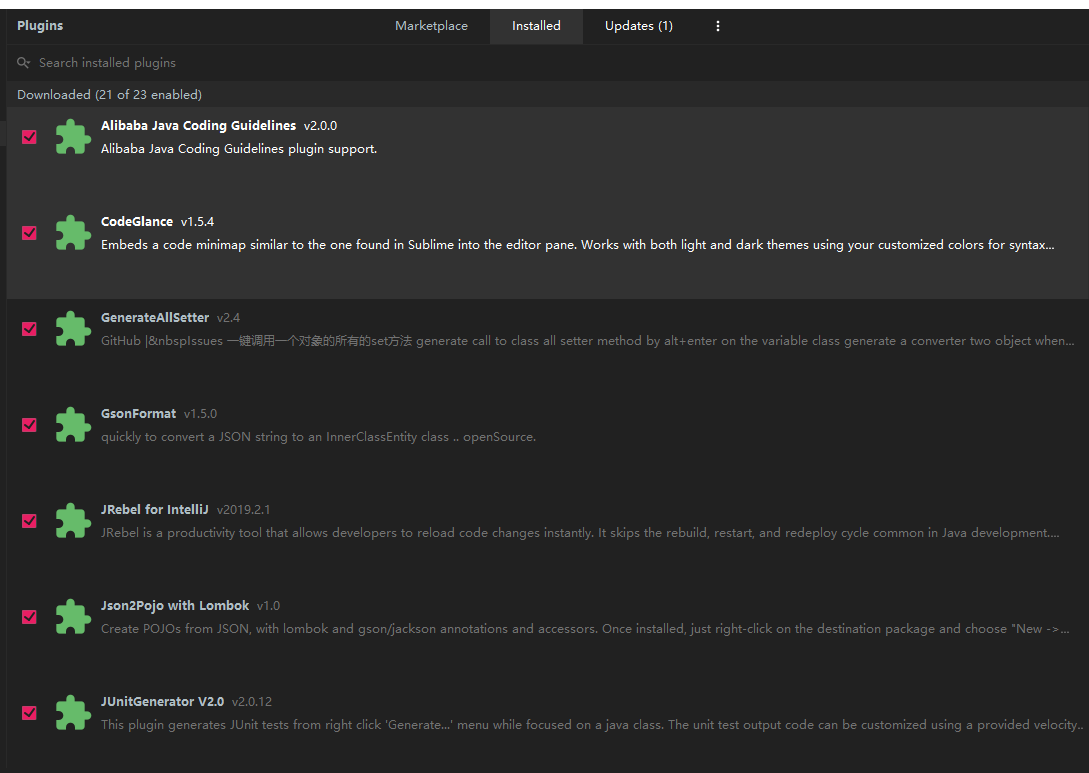 Plugins
Marketplace
Installed
Updates (1)
Search installed plugins
Downloaded (21 of 23 enabled)
Alibaba Java Coding Guidelines v2.0.0
Alibaba Java Coding Guidelines plugin support.
CodeGlance v1.5.4
Embeds a code minimap similar to the one found in Sublime into the editor pane. Works with both light and dark themes using your customized colors for syntax...
GenerateAllSetter v2.4
GitHub |&nbspIssues 一键调用一个对象的所有的set方法 generate call to class all setter method by alt+enter on the variable class generate a converter two object when...
GsonFormat v1.5.0
quickly to convert a JSON string to an InnerClassEntity class .. openSource.
JRebel for IntelliJ v2019.2.1
JRebel is a productivity tool that allows developers to reload code changes instantly. It skips the rebuild, restart, and redeploy cycle common in Java development....
Json2Pojo with Lombok v1.0
Create POJOs from JSON, with lombok and gson/jackson annotations and accessors. Once installed, just right-click on the destination package and choose "New ->...
JUnitGenerator V2.0 v2.0.12
This plugin generates JUnit tests from right click 'Generate...' menu while focused on a java class. The unit test output code can be customized using a provided velocity..